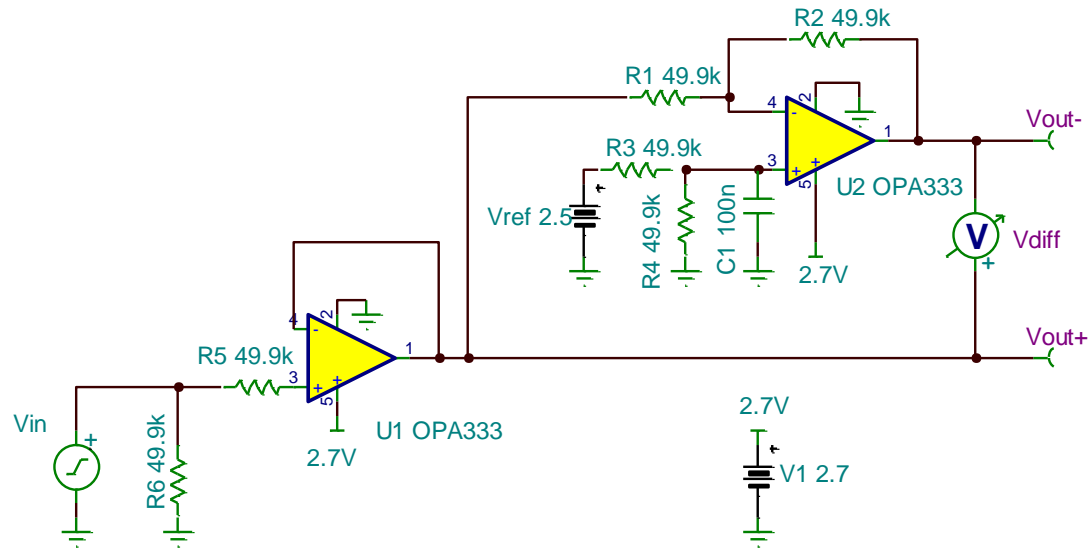 R2 49.9k
R1 49.9k
2
4
-
1
Vout-
R3 49.9k
3
+
+
5
U2 OPA333
+
Vref 2.5
R4 49.9k
C1 100n
2.7V
V
Vdiff
+
4
-
2
1
Vout+
R5 49.9k
3
+
+
5
U1 OPA333
2.7V
Vin
+
R6 49.9k
2.7V
+
V1 2.7